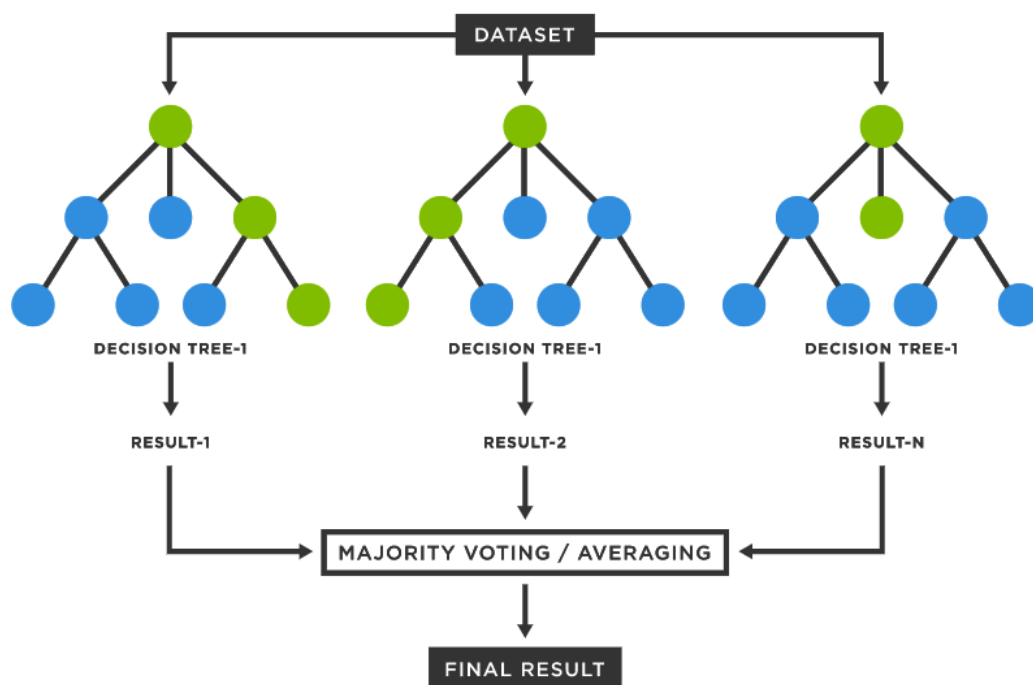 DATASET
DECISION TREE-1
DECISION TREE-1
DECISION TREE-1
RESULT-1
RESULT-2
RESULT-N
MAJORITY VOTING / AVERAGING
FINAL RESULT